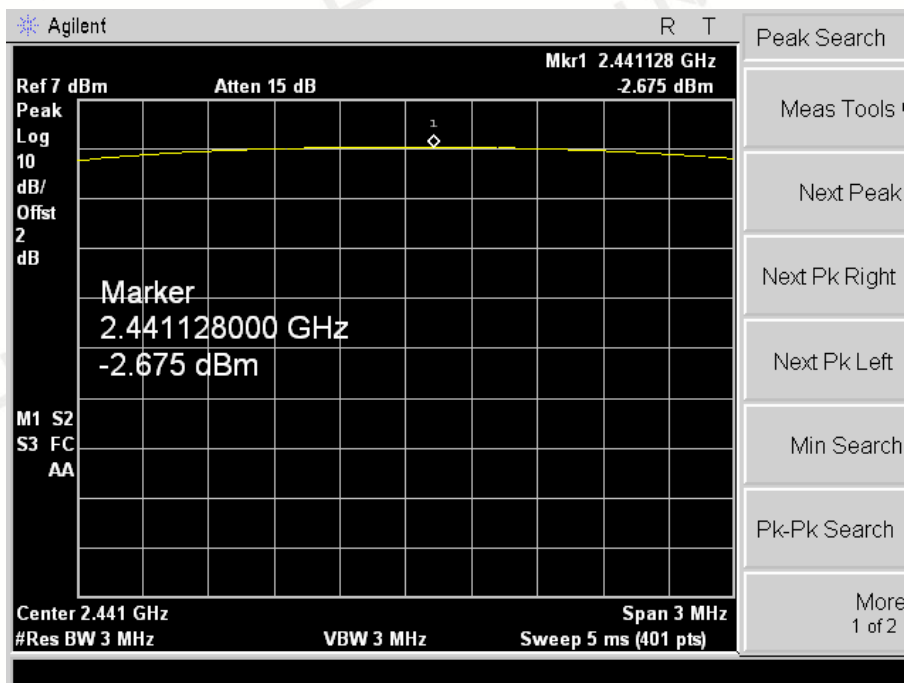 Agilent R T
Mkr1 2.441128 GHz
Ref 7 dBm Atten 15 dB -2.675 dBm
Peak
Log
10
dB/
Offst
2
dB
1
Marker
2.441128000 GHz
-2.675 dBm
M1 S2
S3 FC
AA
Center 2.441 GHz Span 3 MHz
#Res BW 3 MHz VBW 3 MHz Sweep 5 ms (401 pts)
Peak Search
Meas Tools
Next Peak
Next Pk Right
Next Pk Left
Min Search
Pk-Pk Search
More
1 of 2